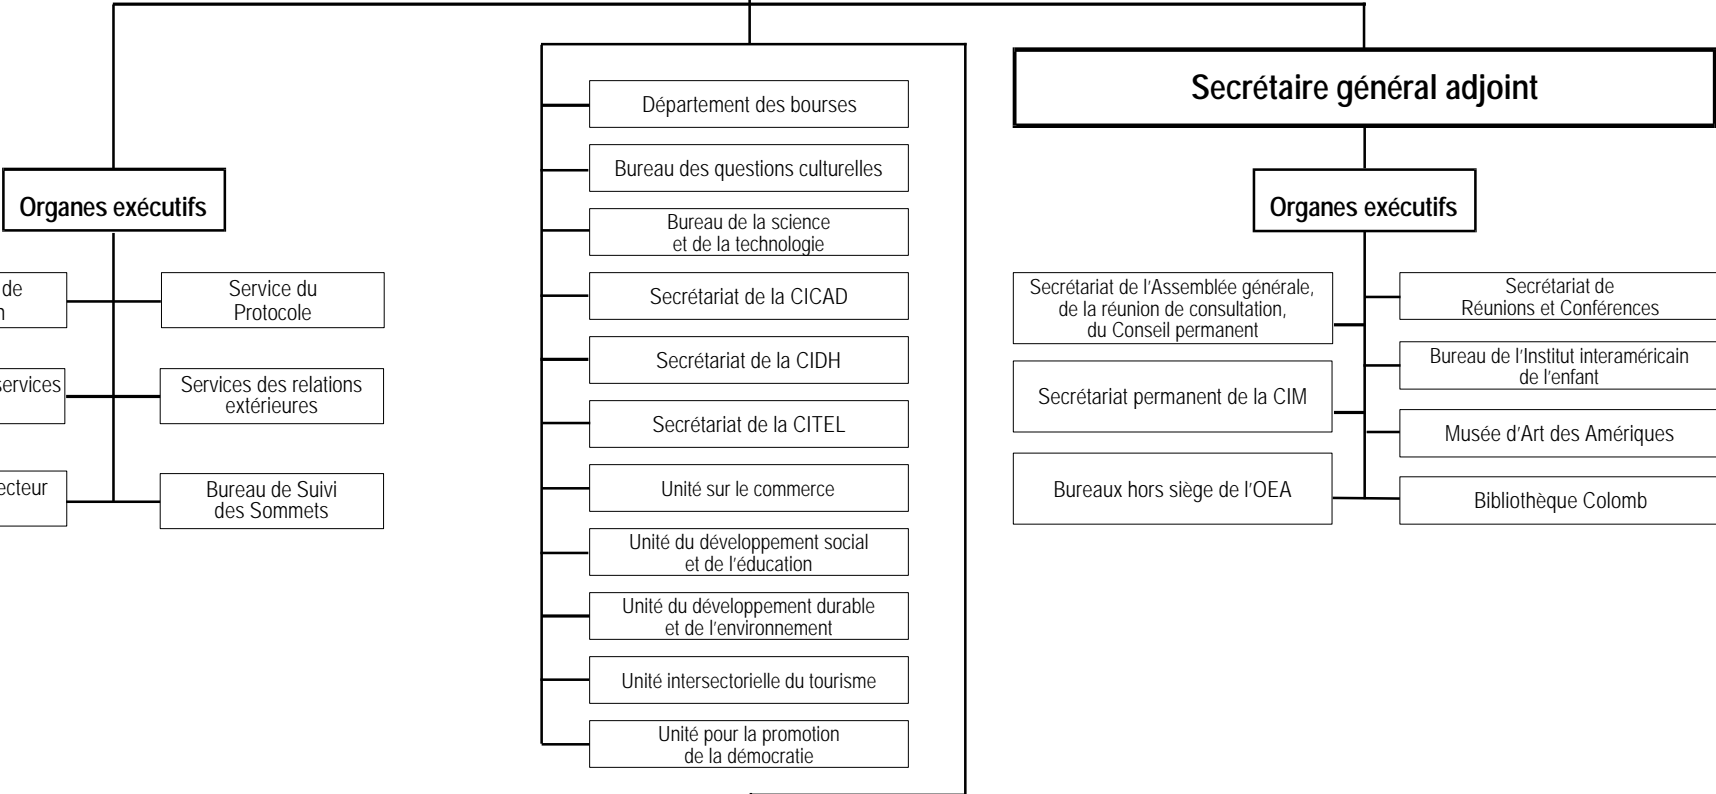 Organes exécutifs
de
Service du
Protocole
services
Services des relations
extérieures
Bureau de Suivi
des Sommets
Département des bourses
Bureau des questions culturelles
Bureau de la science
et de la technologie
Secrétariat de la CICAD
Secrétariat de la CIDH
Secrétariat de la CITEL
Unité sur le commerce
Unité du développement social
et de l'éducation
Unité du développement durable
et de l'environnement
Unité intersectorielle du tourisme
Unité pour la promotion
de la démocratie
Secrétaire général adjoint
Organes exécutifs
Secrétariat de l'Assemblée générale,
de la réunion de consultation,
du Conseil permanent
Secrétariat permanent de la CIM
Bureaux hors siège de l'OEA
Secrétariat de
Réunions et Conférences
Bureau de l'Institut interaméricain
de l'enfant
Musée d'Art des Amériques
Bibliothèque Colomb